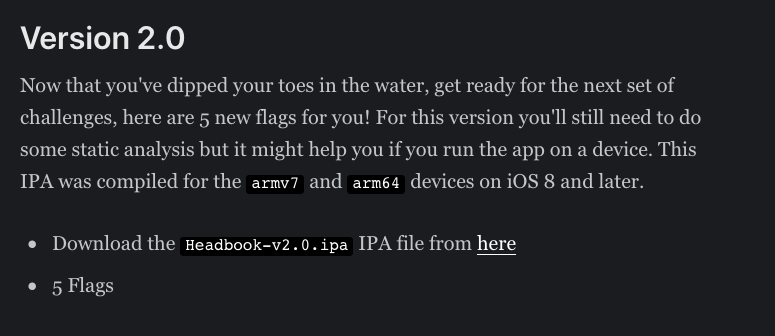 Version 2.0
Now that you've dipped your toes in the water, get ready for the next set of
challenges, here are 5 new flags for you! For this version you'll still need to do
some static analysis but it might help you if you run the app on a device. This
IPA was compiled for the armv7 and arm64 devices on iOS 8 and later.
• Download the Headbook-v2.0.ipa IPA file from here
• 5 Flags